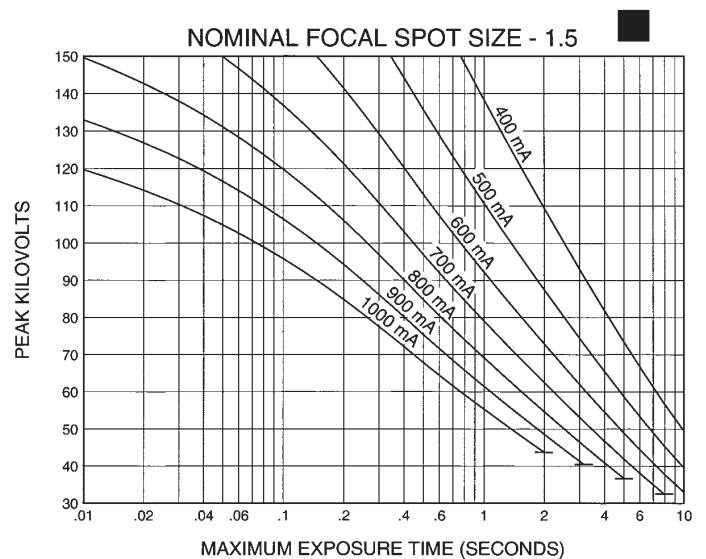 NOMINAL FOCAL SPOT SIZE - 1.5
150
140
130
120
110
100
90
80
70
60
50
40
30
PEAK KILOVOLTS
400 mA
500 mA
600 mA
700 mA
800 mA
900 mA
1000 mA
.01 .02 .04 .06 .1 .2 .4 .6 1 2 4 6 10
MAXIMUM EXPOSURE TIME (SECONDS)